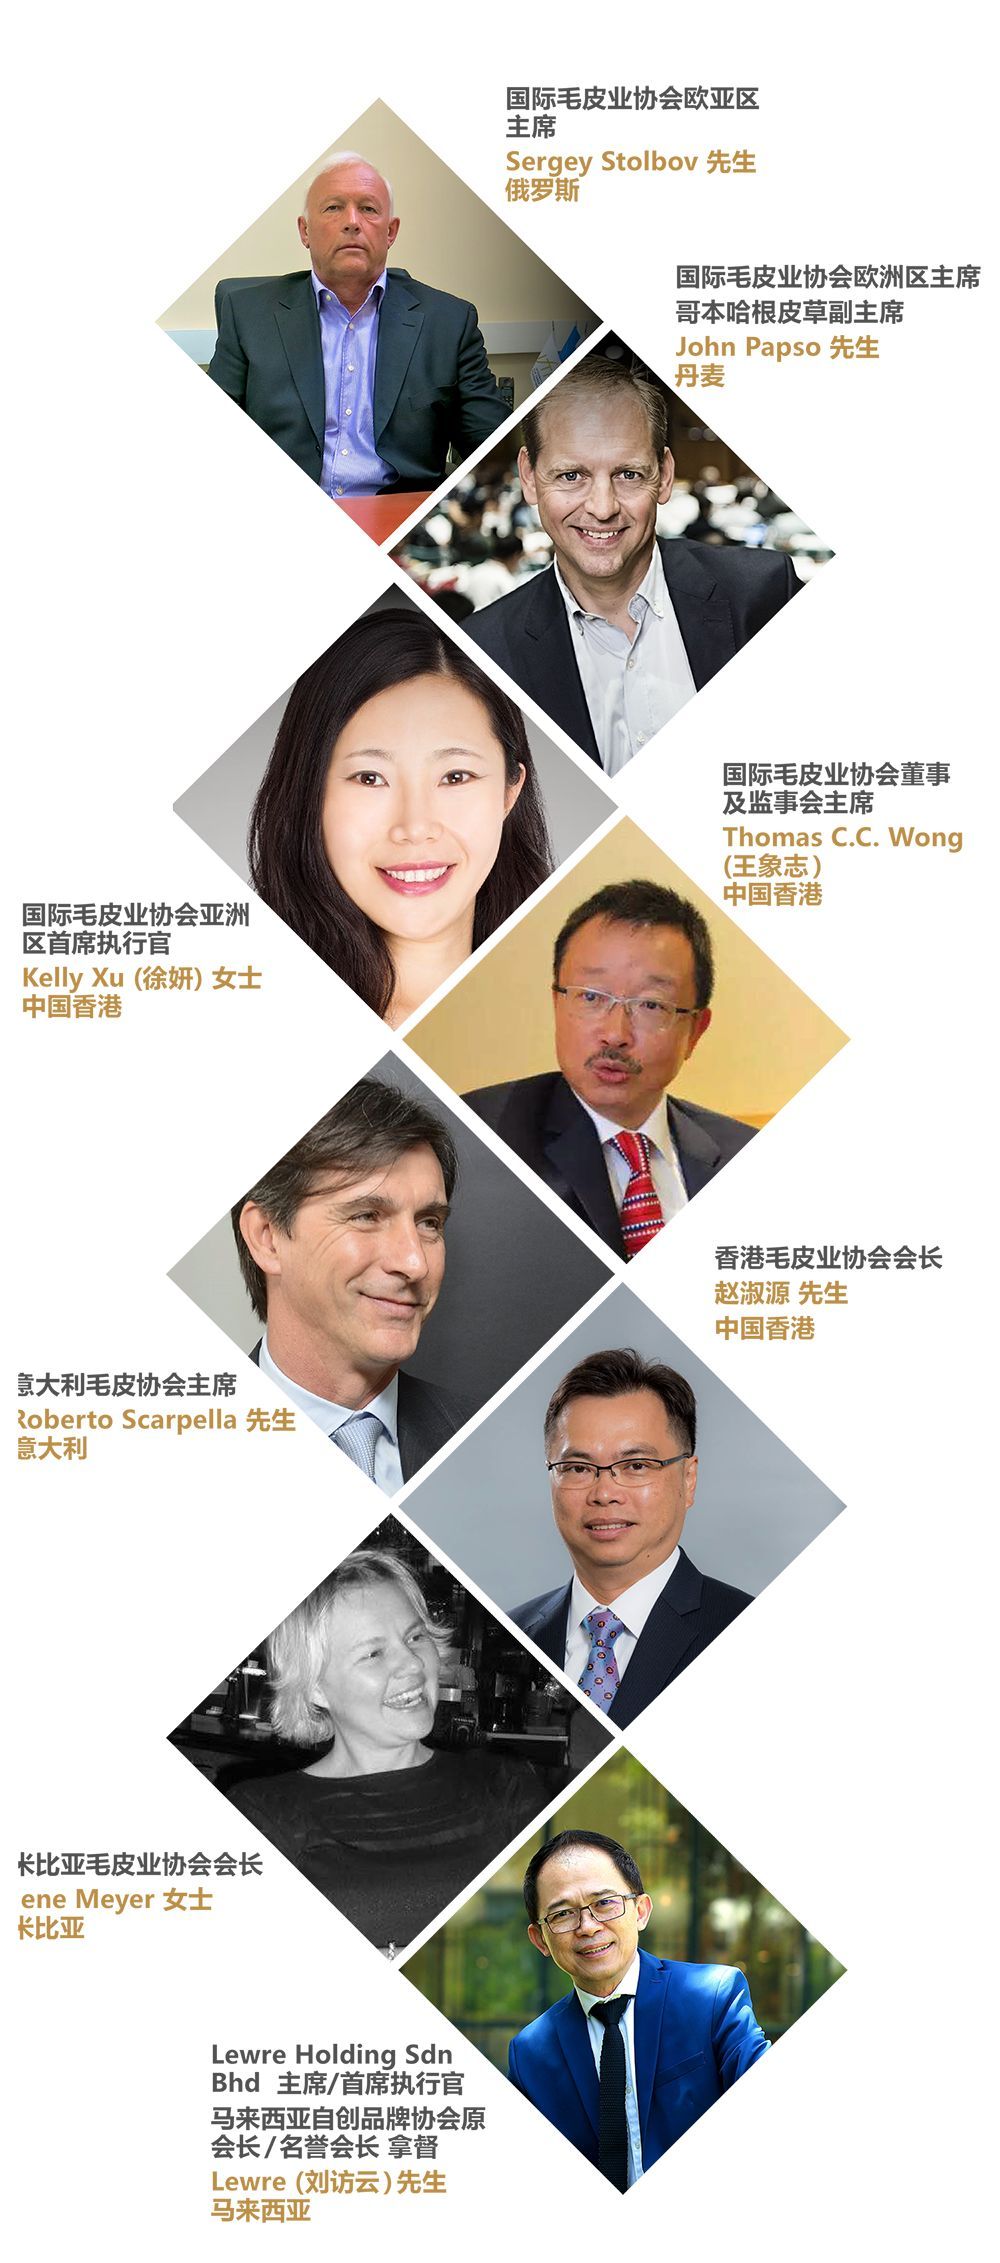 国际毛皮业协会欧亚区
主席
Sergey Stolbov 先生
俄罗斯
国际毛皮业协会欧洲区主席
哥本哈根皮草副主席
John Papso 先生
丹麦
国际毛皮业协会董事
及监事会主席
Thomas C.C. Wong
(王象志)
中国香港
国际毛皮业协会亚洲
区首席执行官
Kelly Xu (徐妍) 女士
中国香港
香港毛皮业协会会长
赵淑源 先生
中国香港
意大利毛皮协会主席
Roberto Scarpella 先生
意大利
比亚毛皮业协会会长
ene Meyer 女士
比亚
Lewre Holding Sdn
Bhd 主席/首席执行官
马来西亚自创品牌协会原
会长/名誉会长 拿督
Lewre (刘访云)先生
马来西亚